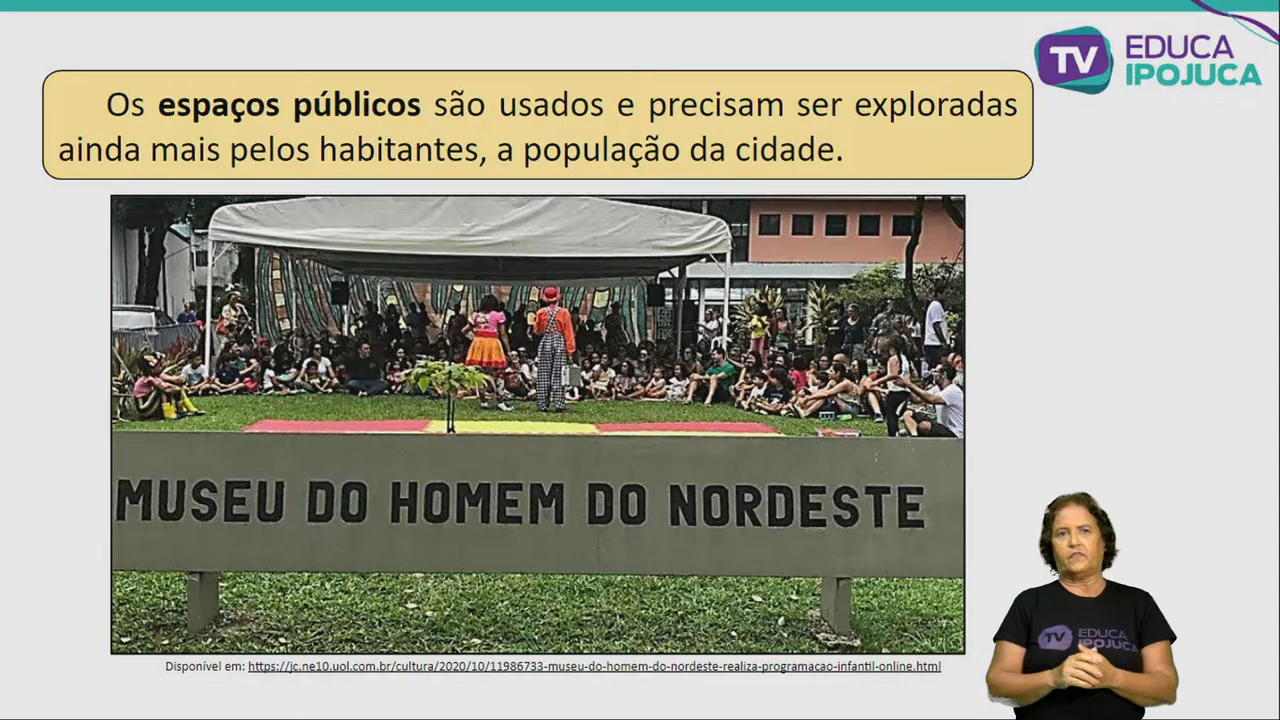 TV EDUCA
IPOJUCA
Os espaços públicos são usados e precisam ser exploradas
ainda mais pelos habitantes, a população da cidade.
MUSEU DO HOMEM DO NORDESTE
Disponível em: https://jc.ne10.uol.com.br/cultura/2020/10/11986733-museu-do-homem-do-nordeste-realiza-programacao-infantil-online.html
TV EDUCA
IPOJUCA